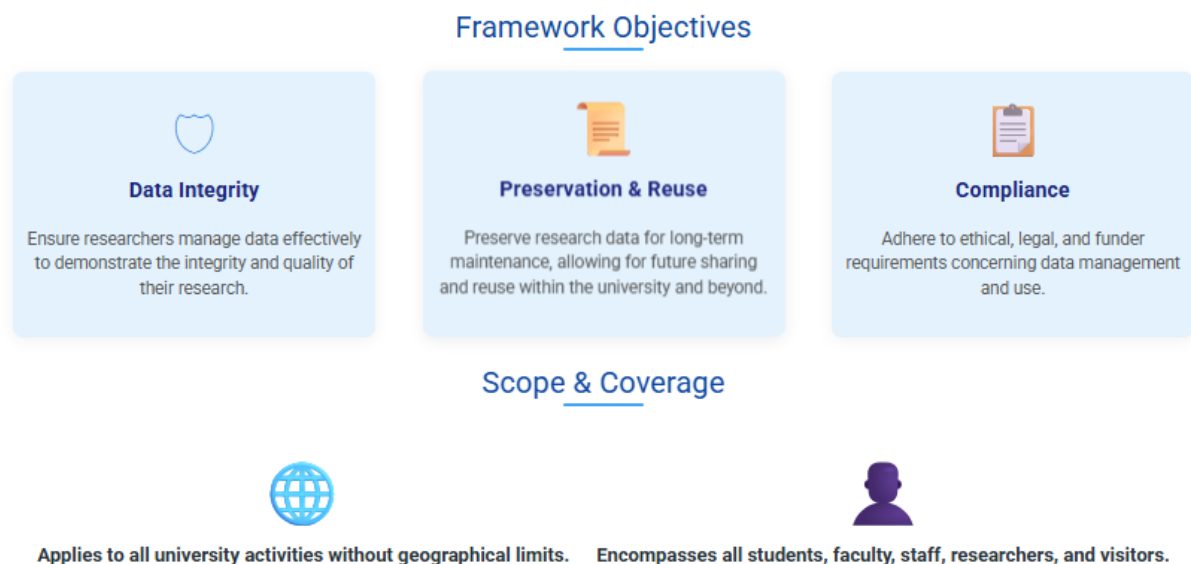 Framework Objectives
Data Integrity
Ensure researchers manage data effectively
to demonstrate the integrity and quality of
their research.
Preservation & Reuse
Preserve research data for long-term
maintenance, allowing for future sharing
and reuse within the university and beyond.
Compliance
Adhere to ethical, legal, and funder
requirements concerning data management
and use.
Scope & Coverage
Applies to all university activities without geographical limits.
Encompasses all students, faculty, staff, researchers, and visitors.